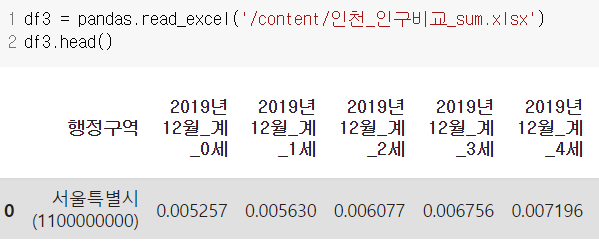 1 df3 = pandas.read_excel('/content/인천_인구비교_sum.xlsx')
2 df3.head()
행정구역 2019년 12월_계_0세 2019년 12월_계_1세 2019년 12월_계_2세 2019년 12월_계_3세 2019년 12월_계_4세
0 서울특별시 (1100000000) 0.005257 0.005630 0.006077 0.006756 0.007196